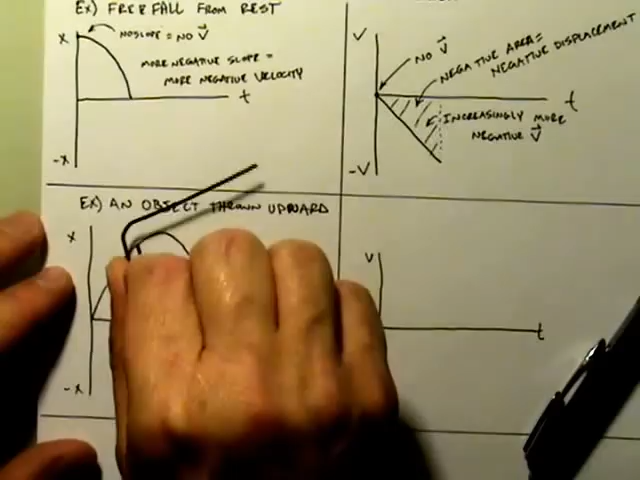 EX) FREE FALL FROM REST
X
NO SLOPE = NO V
MORE NEGATIVE SLOPE =
MORE NEGATIVE VELOCITY
t
-X
V
NO V
NEGATIVE AREA =
NEGATIVE DISPLACEMENT
t
INCREASINGLY MORE
NEGATIVE V
-V
EX) AN OBJECT THROWN UPWARD
X
-X
V
t